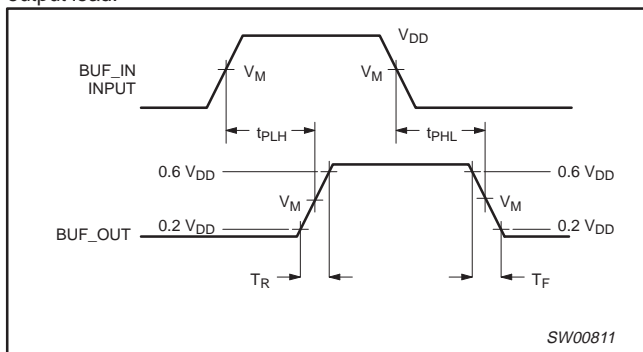 output load.
V_DD
BUF_IN
INPUT
V_M
V_M
t_PLH
t_PHL
0.6 V_DD
0.6 V_DD
V_M
V_M
BUF_OUT
0.2 V_DD
0.2 V_DD
T_R
T_F
SW00811